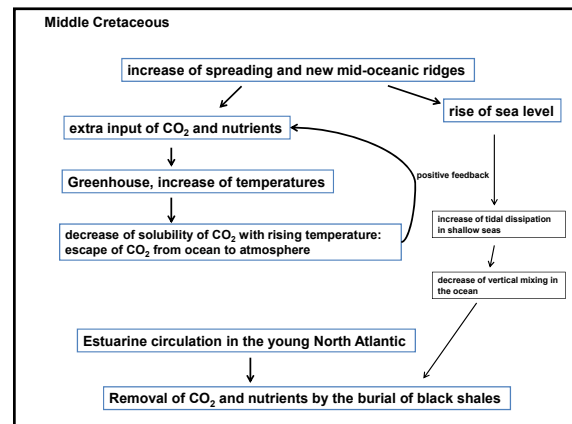 Middle Cretaceous
increase of spreading and new mid-oceanic ridges
extra input of CO₂ and nutrients
rise of sea level
positive feedback
Greenhouse, increase of temperatures
decrease of solubility of CO₂ with rising temperature:
escape of CO₂ from ocean to atmosphere
increase of tidal dissipation
in shallow seas
decrease of vertical mixing in
the ocean
Estuarine circulation in the young North Atlantic
Removal of CO₂ and nutrients by the burial of black shales